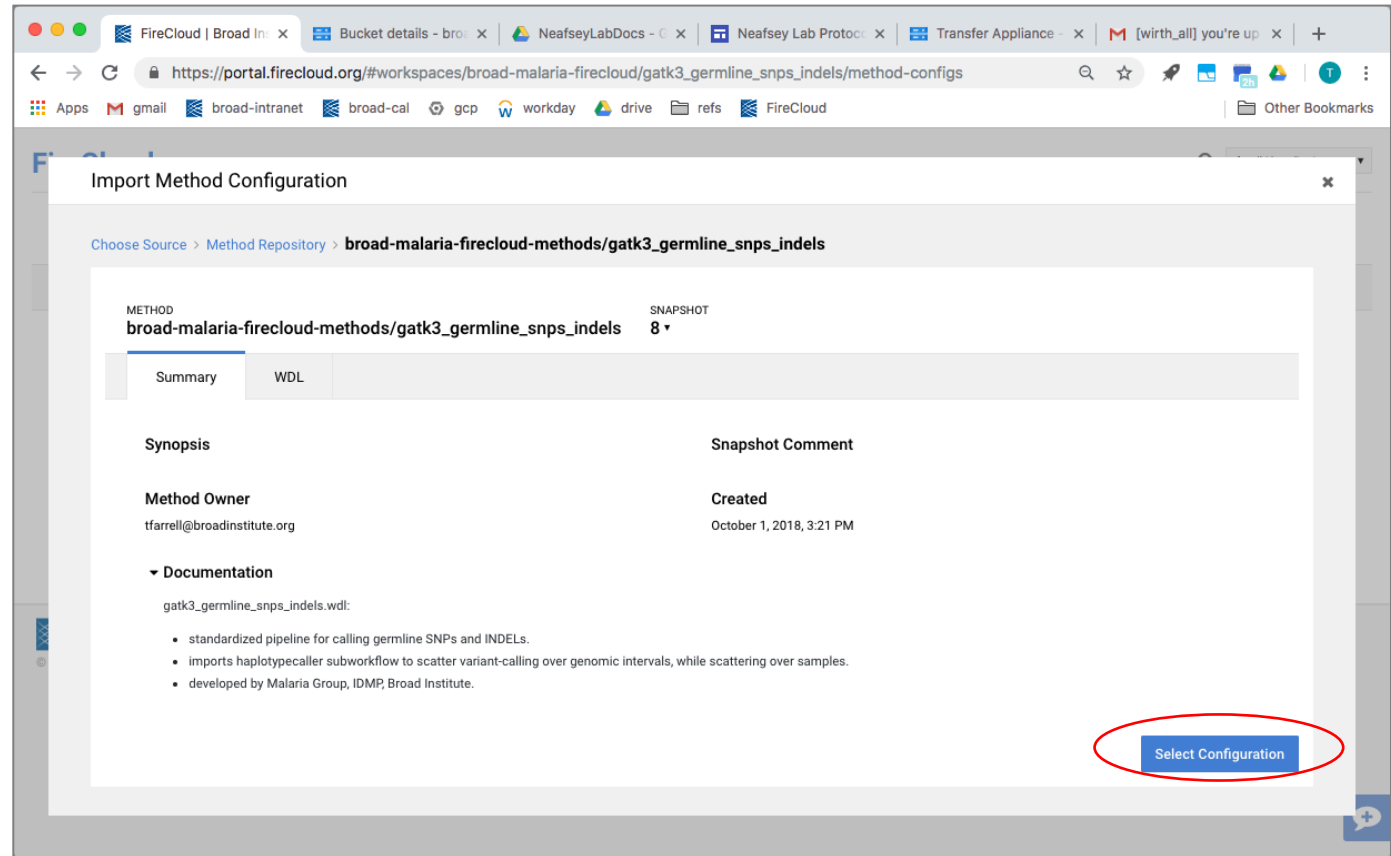 FireCloud | Broad In
Bucket details - bro
NeafseyLabDocs - G
Neafsey Lab Protoco
Transfer Appliance -
[wirth_all] you're up
https://portal.firecloud.org/#workspaces/broad-malaria-firecloud/gatk3_germline_snps_indels/method-configs
2h
T
Apps
gmail
broad-intranet
broad-cal
gcp
workday
drive
refs
FireCloud
Other Bookmarks
Import Method Configuration
Choose Source > Method Repository > broad-malaria-firecloud-methods/gatk3_germline_snps_indels
METHOD
broad-malaria-firecloud-methods/gatk3_germline_snps_indels
SNAPSHOT
8
Summary
WDL
Synopsis
Snapshot Comment
Method Owner
tfarrell@broadinstitute.org
Created
October 1, 2018, 3:21 PM
Documentation
gatk3_germline_snps_indels.wdl:
• standardized pipeline for calling germline SNPs and INDELs.
• imports haplotypecaller subworkflow to scatter variant-calling over genomic intervals, while scattering over samples.
• developed by Malaria Group, IDMP, Broad Institute.
Select Configuration
©